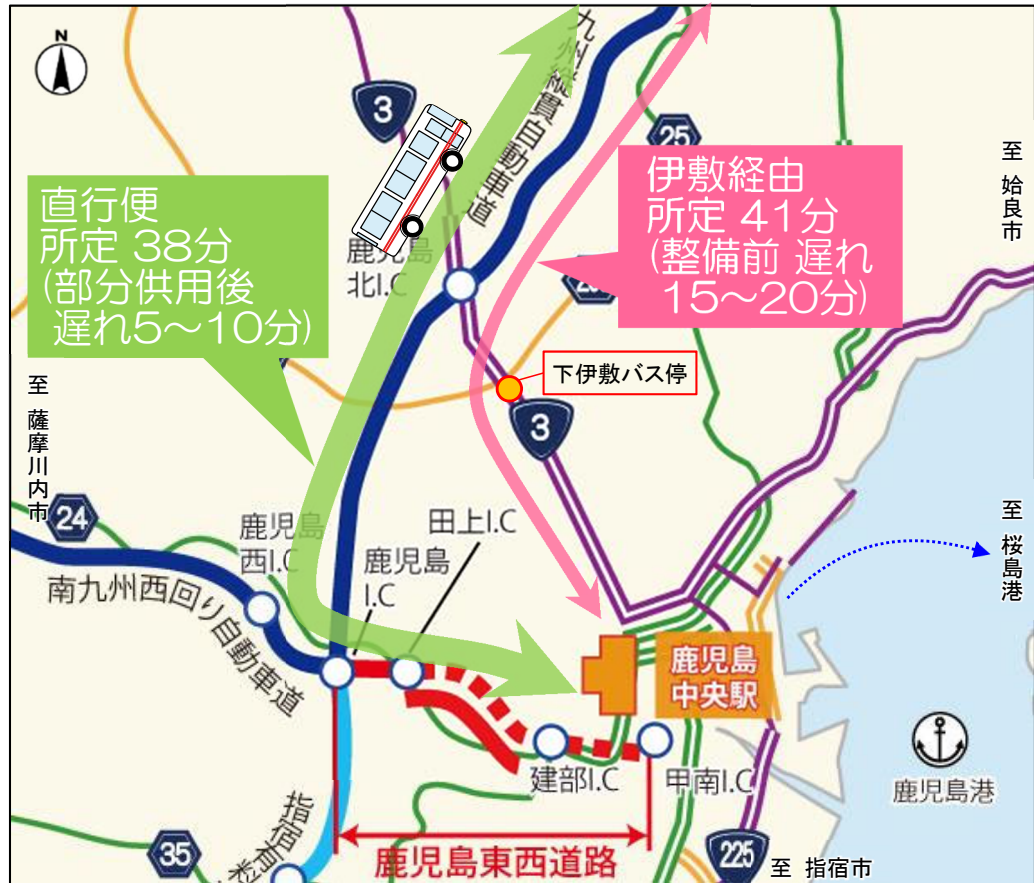 N
3
九州縦貫自動車道
25
至 姶良市
直行便
所定 38分
(部分供用後
遅れ5～10分)
伊敷経由
所定 41分
(整備前 遅れ
15～20分)
鹿児島
北I.C
下伊敷バス停
3
至 薩摩川内市
24
鹿児島
西I.C
鹿児島
I.C
田上I.C
至 桜島港
南九州西回り自動車道
鹿児島
中央駅
建部I.C
甲南I.C
鹿児島港
指宿有料
35
鹿児島東西道路
225
至 指宿市